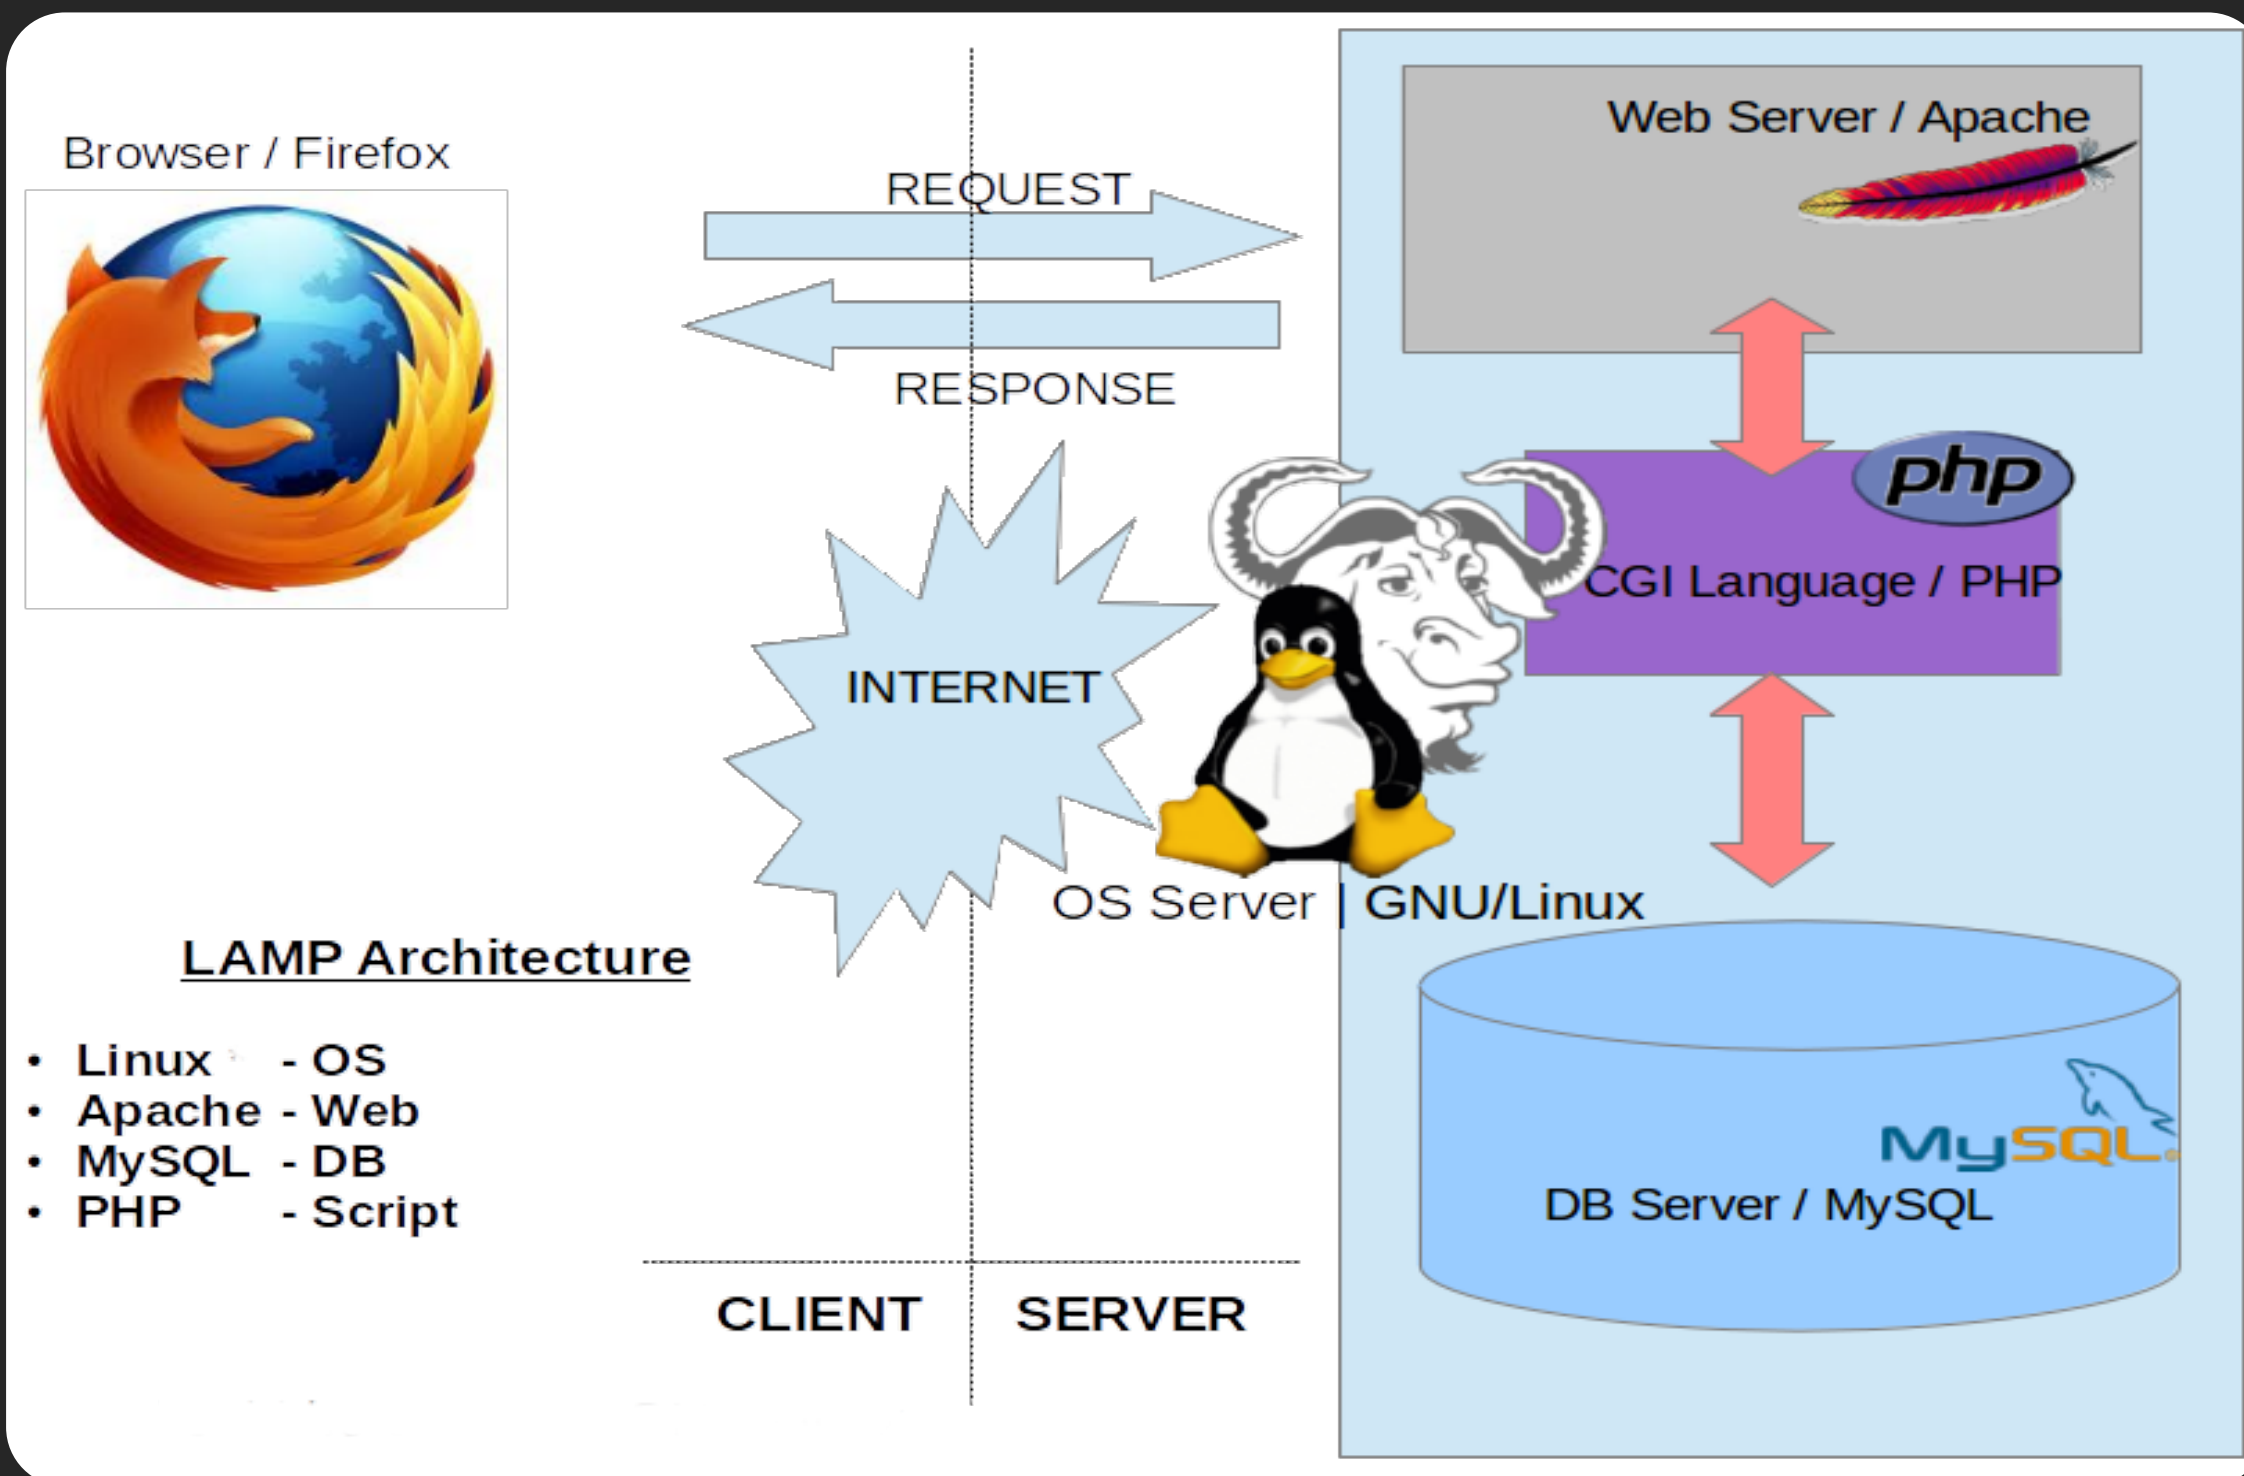 Browser / Firefox
REQUEST
RESPONSE
INTERNET
Web Server / Apache
php
CGI Language / PHP
OS Server | GNU/Linux
MySQL
DB Server / MySQL
LAMP Architecture
• Linux - OS
• Apache - Web
• MySQL - DB
• PHP - Script
CLIENT SERVER